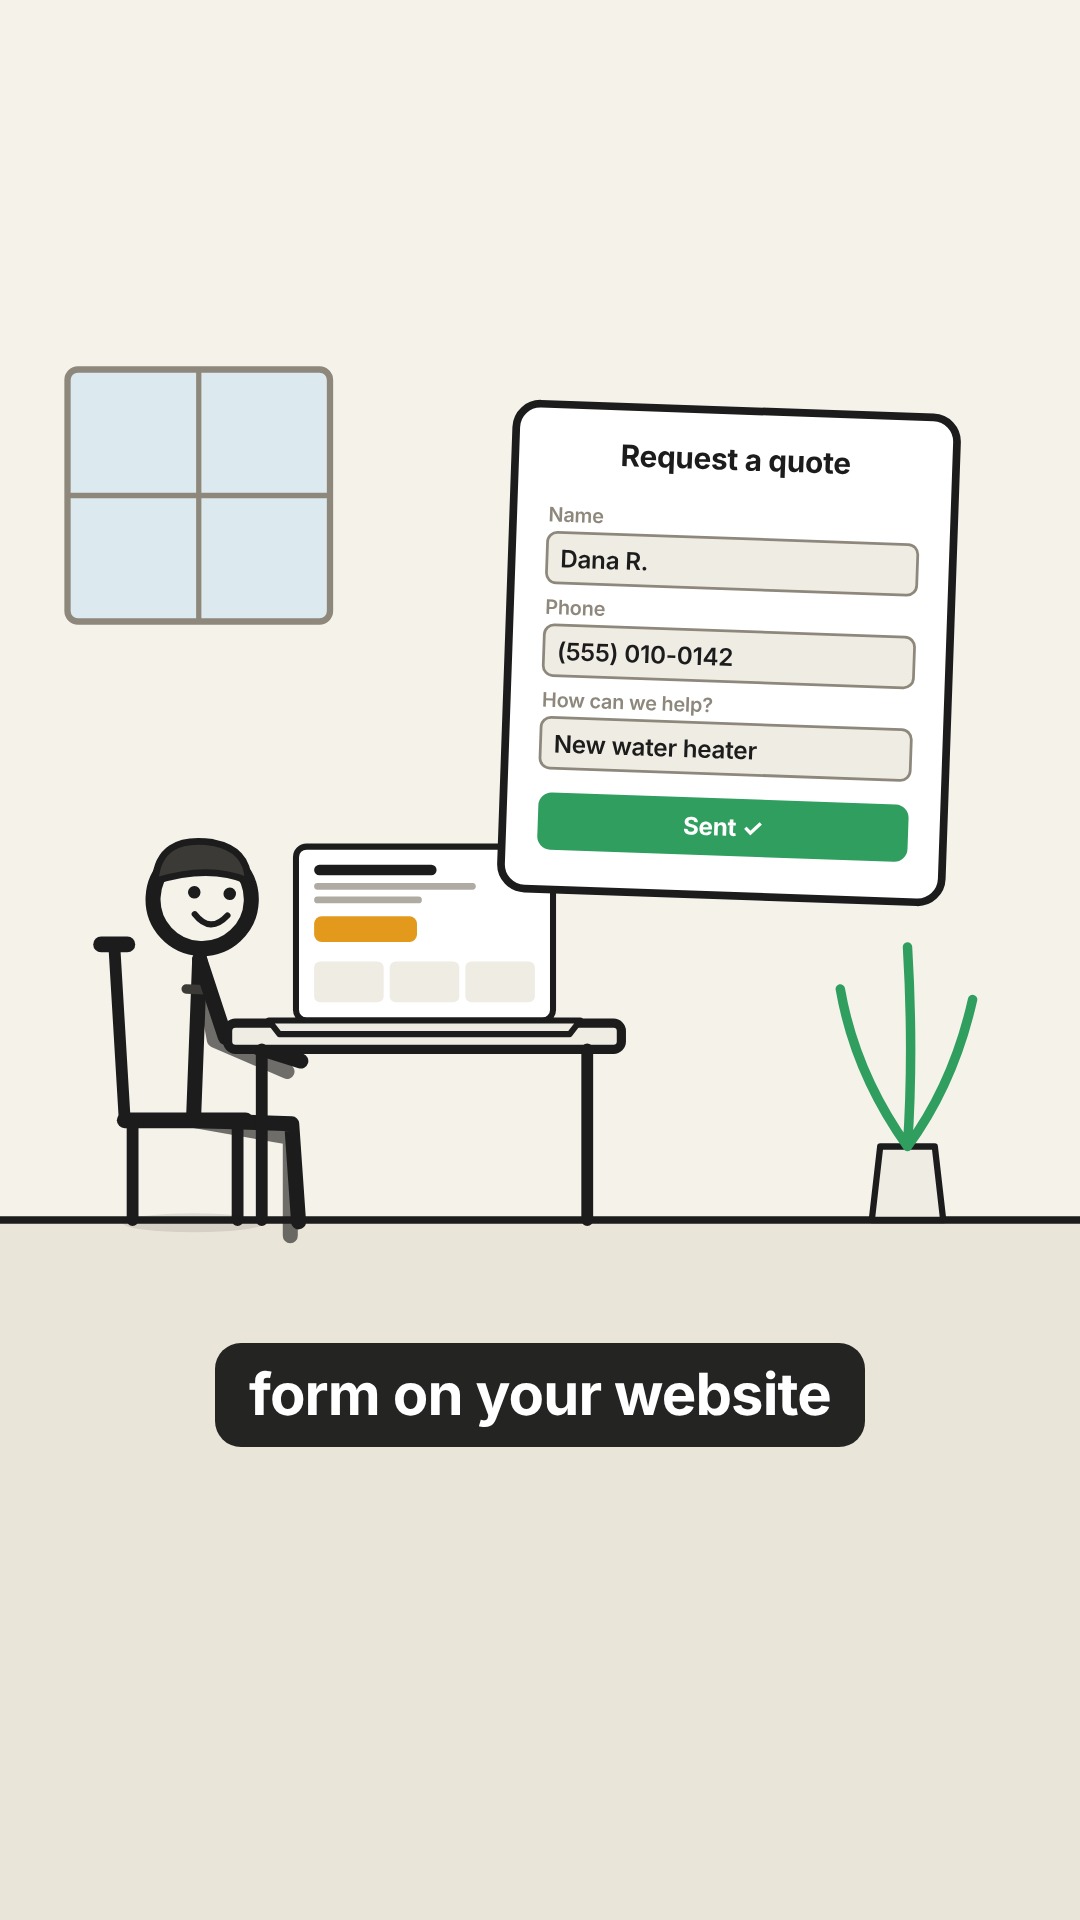 Request a quote
Name
Dana R.
Phone
(555) 010-0142
How can we help?
New water heater
Sent ✓
form on your website